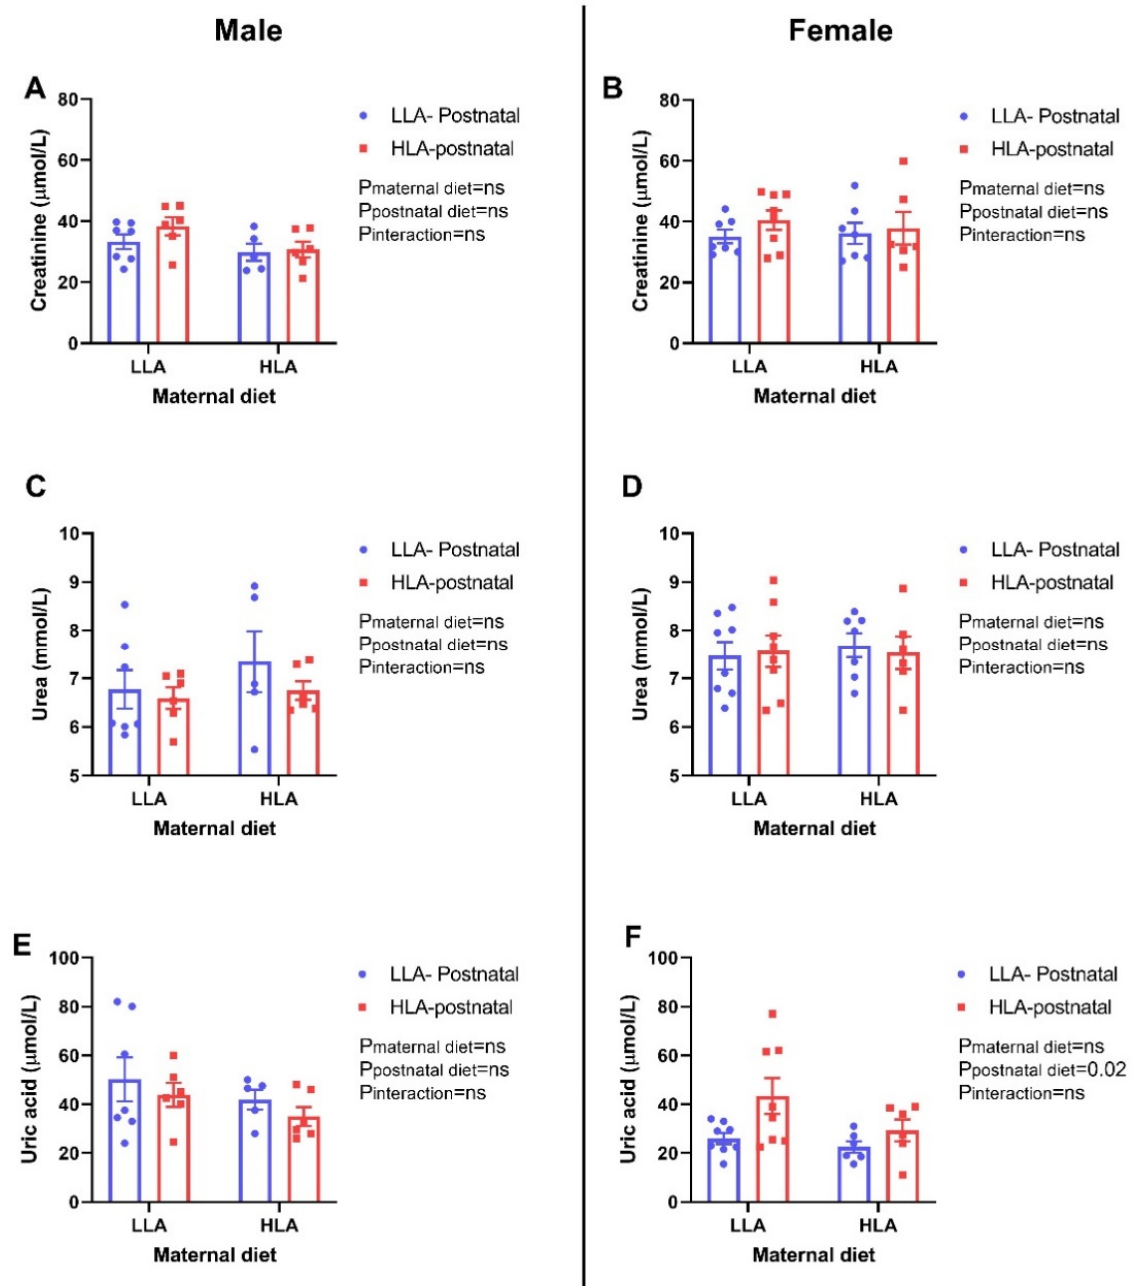 Male
Female
A
80
60
40
20
0
Creatinine (μmol/L)
LLA
HLA
Maternal diet
LLA- Postnatal
HLA-postnatal
Pmaternal diet=ns
Ppostnatal diet=ns
Pinteraction=ns
B
80
60
40
20
0
Creatinine (μmol/L)
LLA
HLA
Maternal diet
LLA- Postnatal
HLA-postnatal
Pmaternal diet=ns
Ppostnatal diet=ns
Pinteraction=ns
C
10
9
8
7
6
5
Urea (mmol/L)
LLA
HLA
Maternal diet
LLA- Postnatal
HLA-postnatal
Pmaternal diet=ns
Ppostnatal diet=ns
Pinteraction=ns
D
10
9
8
7
6
5
Urea (mmol/L)
LLA
HLA
Maternal diet
LLA- Postnatal
HLA-postnatal
Pmaternal diet=ns
Ppostnatal diet=ns
Pinteraction=ns
E
100
80
60
40
20
0
Uric acid (μmol/L)
LLA
HLA
Maternal diet
LLA- Postnatal
HLA-postnatal
Pmaternal diet=ns
Ppostnatal diet=ns
Pinteraction=ns
F
100
80
60
40
20
0
Uric acid (μmol/L)
LLA
HLA
Maternal diet
LLA- Postnatal
HLA-postnatal
Pmaternal diet=ns
Ppostnatal diet=0.02
Pinteraction=ns